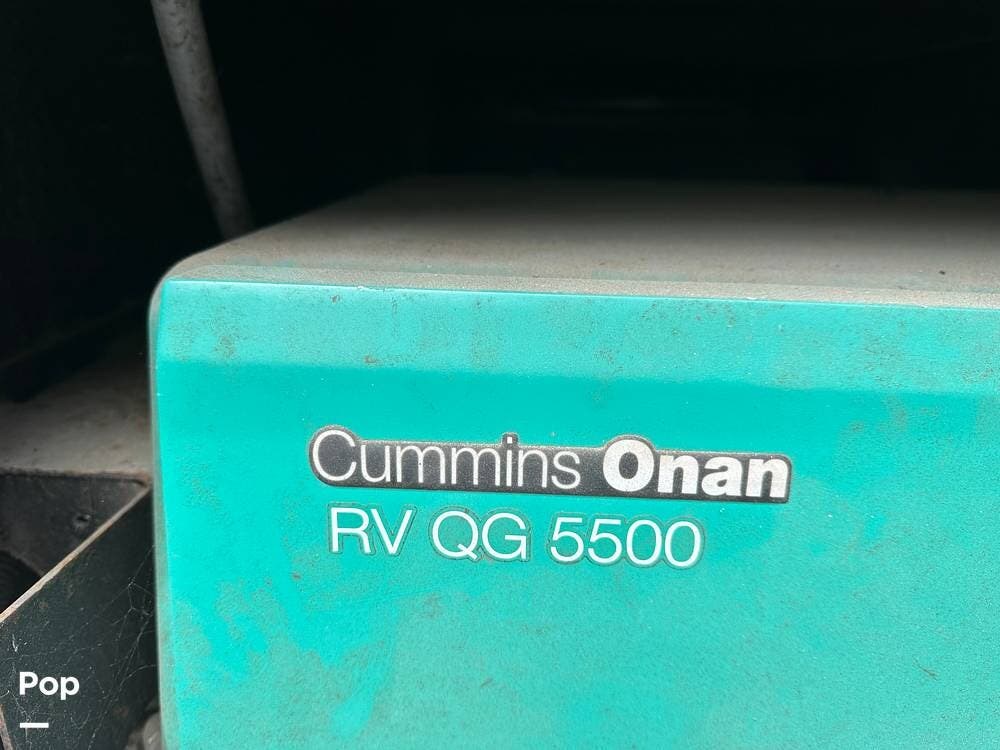 Cummins Onan
RV QG 5500
Pop